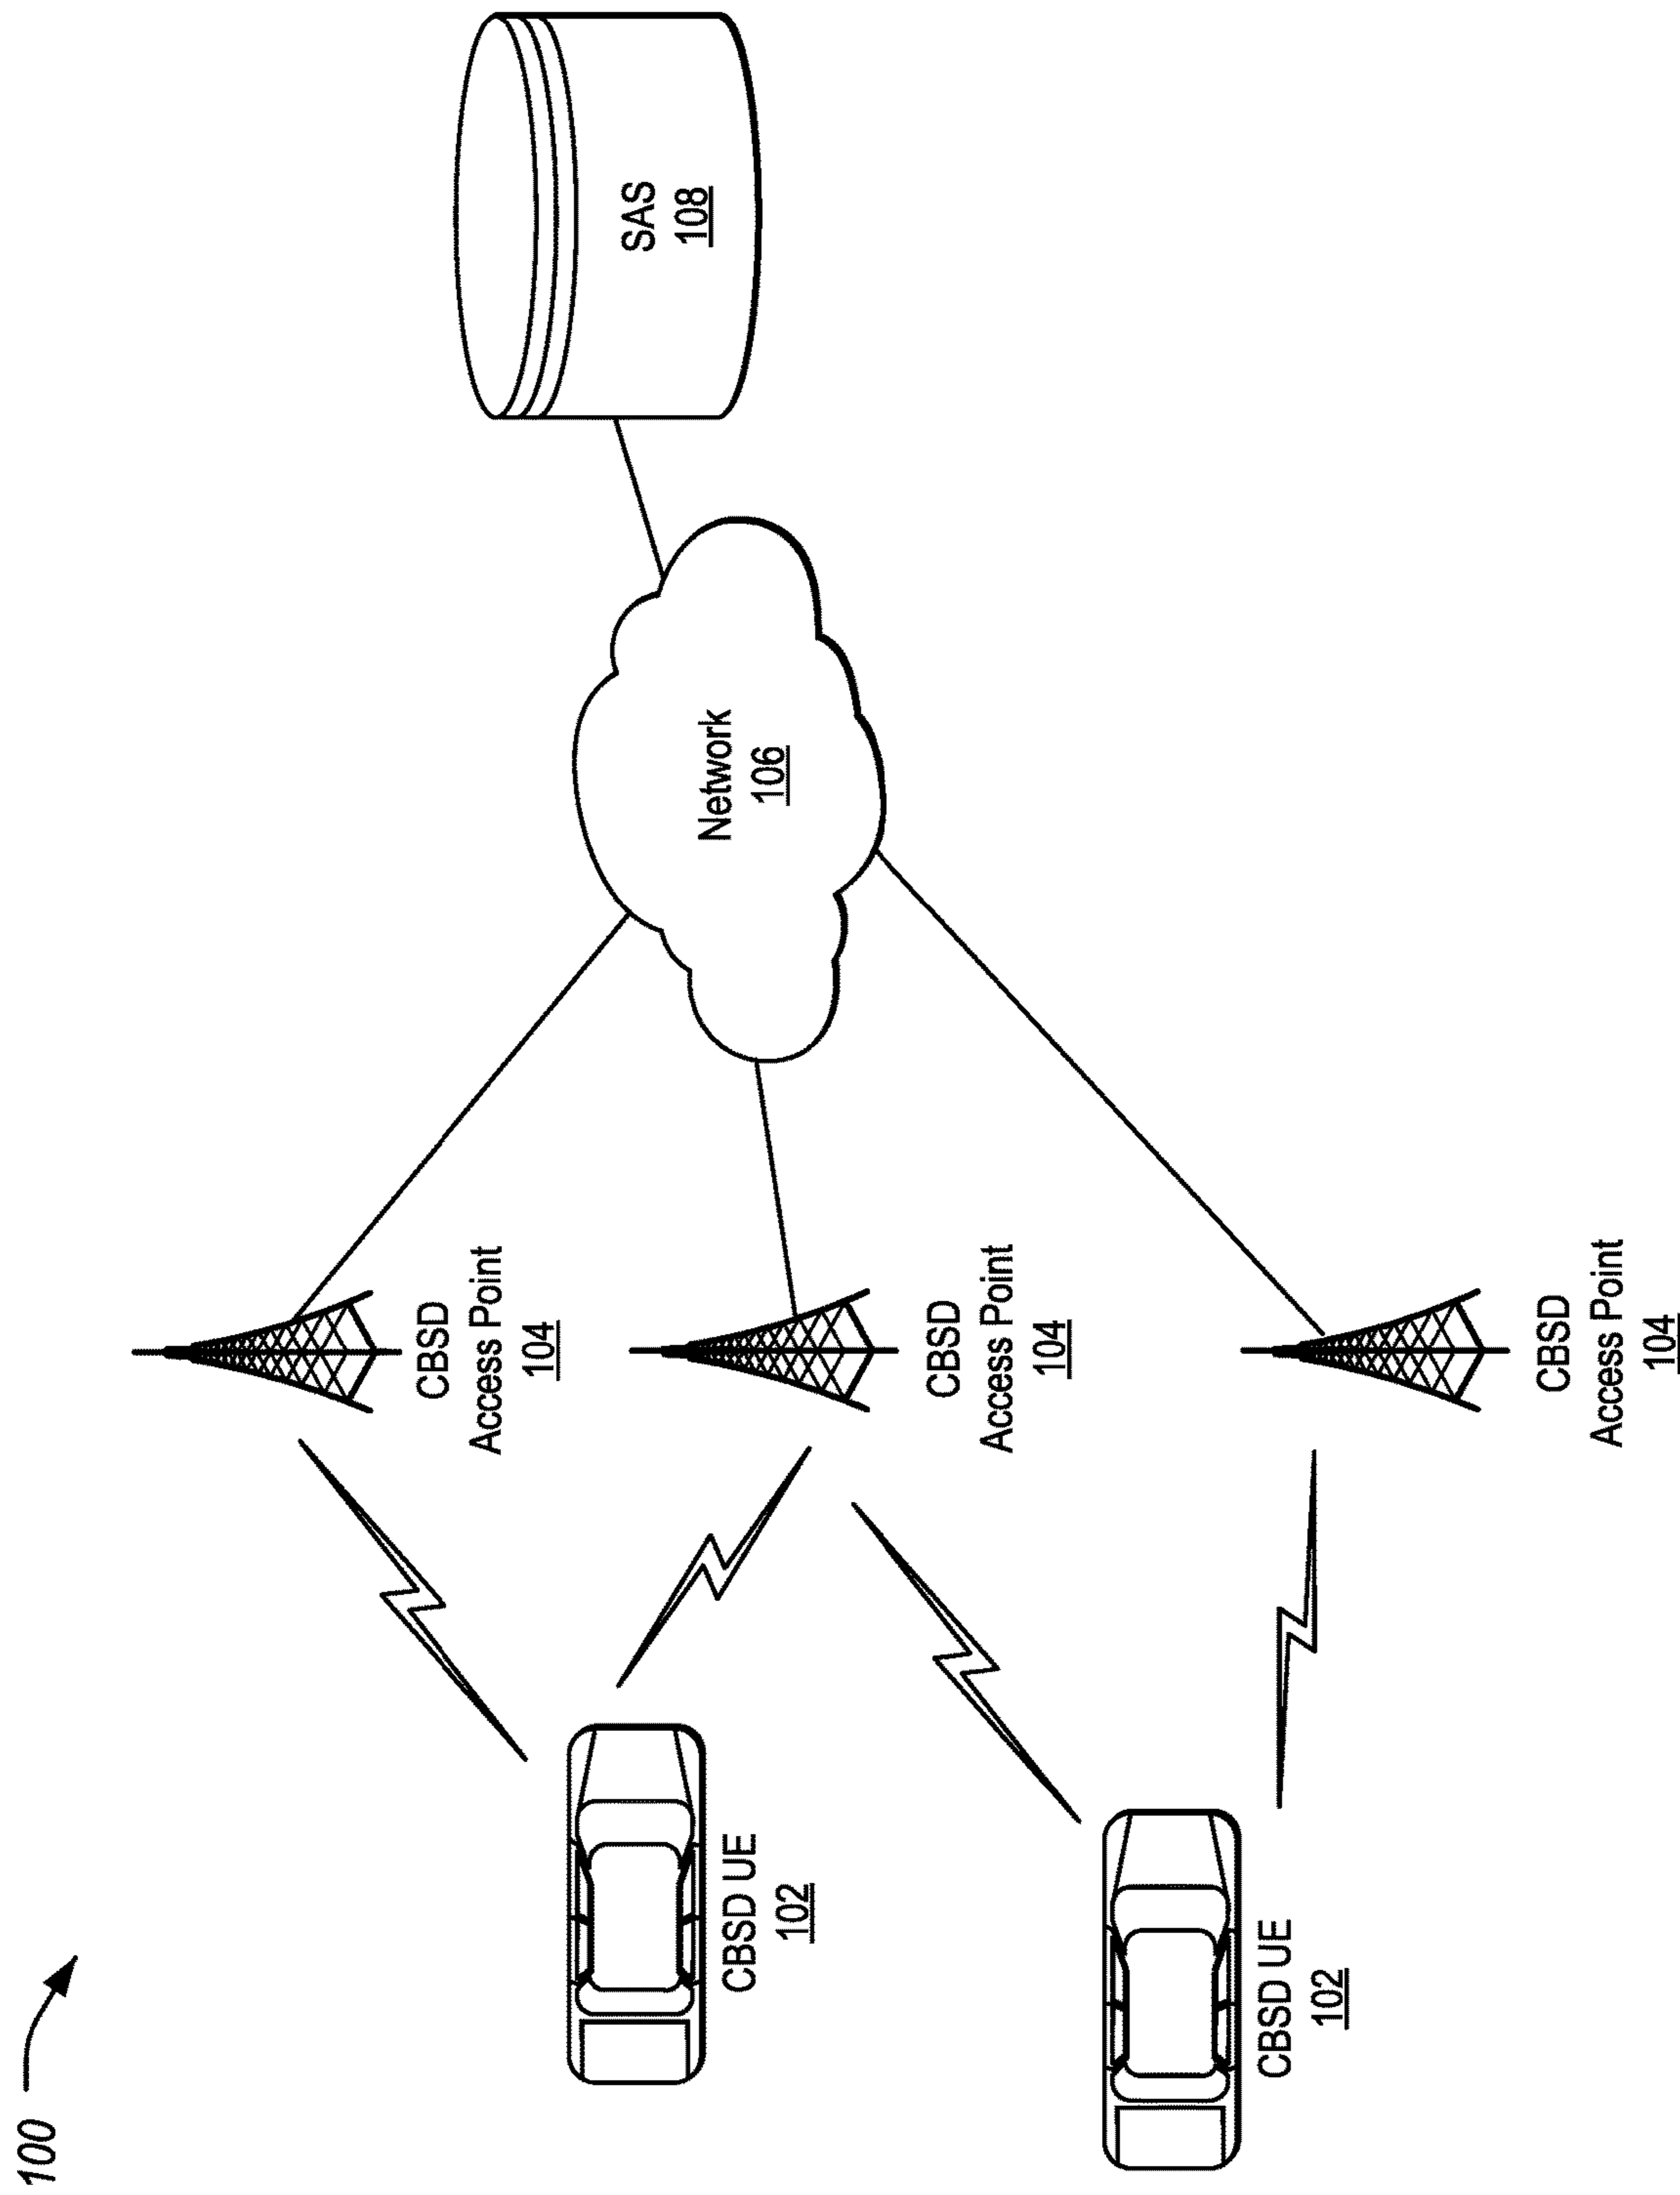 100
CBSD UE
102
CBSD UE
102
CBSD
Access Point
104
CBSD
Access Point
104
CBSD
Access Point
104
Network
106
SAS
108